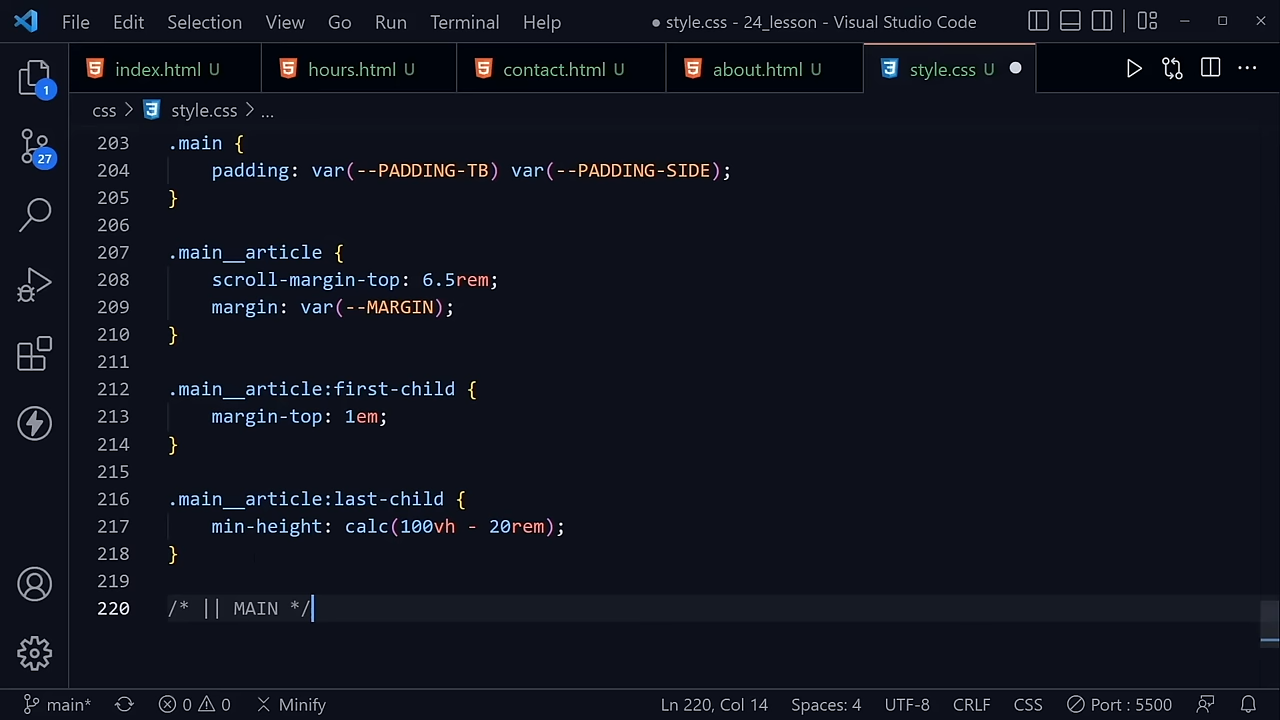 File Edit Selection View Go Run Terminal Help ● style.css - 24_lesson - Visual Studio Code
index.html U hours.html U contact.html U about.html U style.css U
css > style.css > ...
1
27
203 .main {
204 padding: var(--PADDING-TB) var(--PADDING-SIDE);
205 }
206
207 .main__article {
208 scroll-margin-top: 6.5rem;
209 margin: var(--MARGIN);
210 }
211
212 .main__article:first-child {
213 margin-top: 1em;
214 }
215
216 .main__article:last-child {
217 min-height: calc(100vh - 20rem);
218 }
219
220 /* || MAIN */
main* 0 0 Minify Ln 220, Col 14 Spaces: 4 UTF-8 CRLF CSS Port : 5500